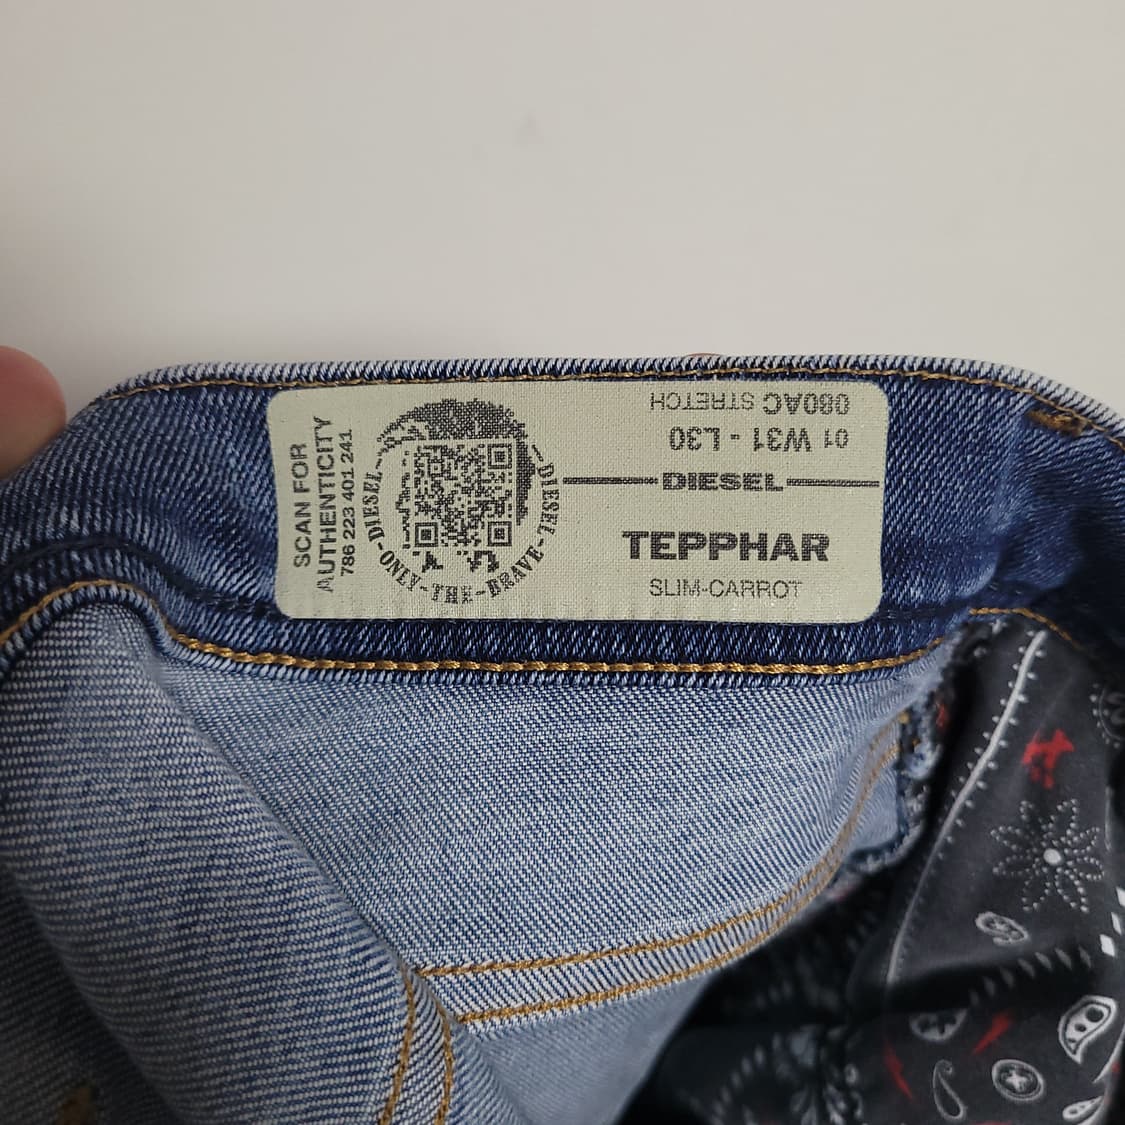 SCAN FOR
AUTHENTICITY
786 223 401 241
DIESEL-ONLY-THE-BRAVE-DIESEL
080AC STRETCH
01 W31 - L30
DIESEL
TEPPHAR
SLIM-CARROT